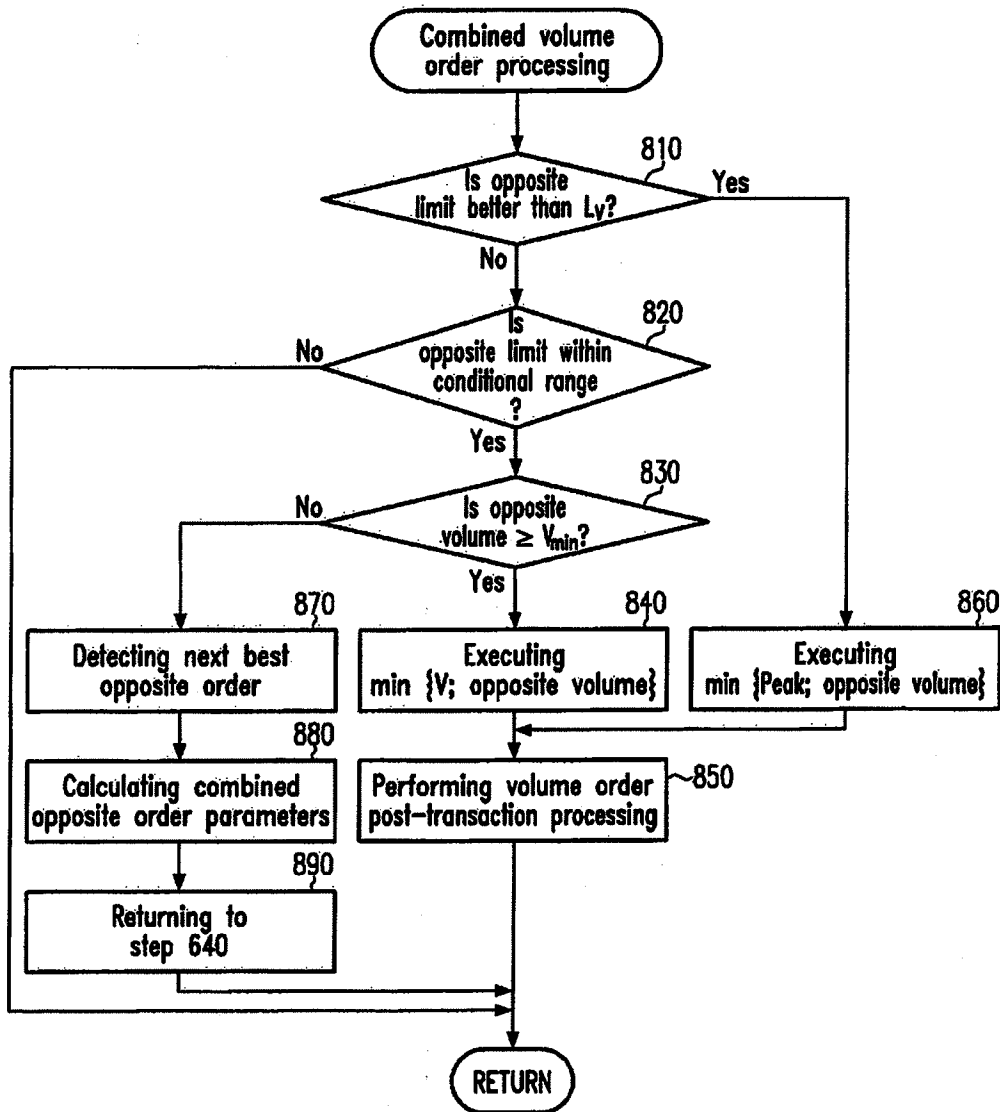 Combined volume
order processing
810
Is opposite
limit better than LV?
Yes
No
820
Is
opposite limit within
conditional range
?
No
Yes
830
Is opposite
volume ≥ Vmin?
No
Yes
870
Detecting next best
opposite order
840
Executing
min {V; opposite volume}
860
Executing
min {Peak; opposite volume}
880
Calculating combined
opposite order parameters
Performing volume order
post-transaction processing
850
890
Returning to
step 640
RETURN